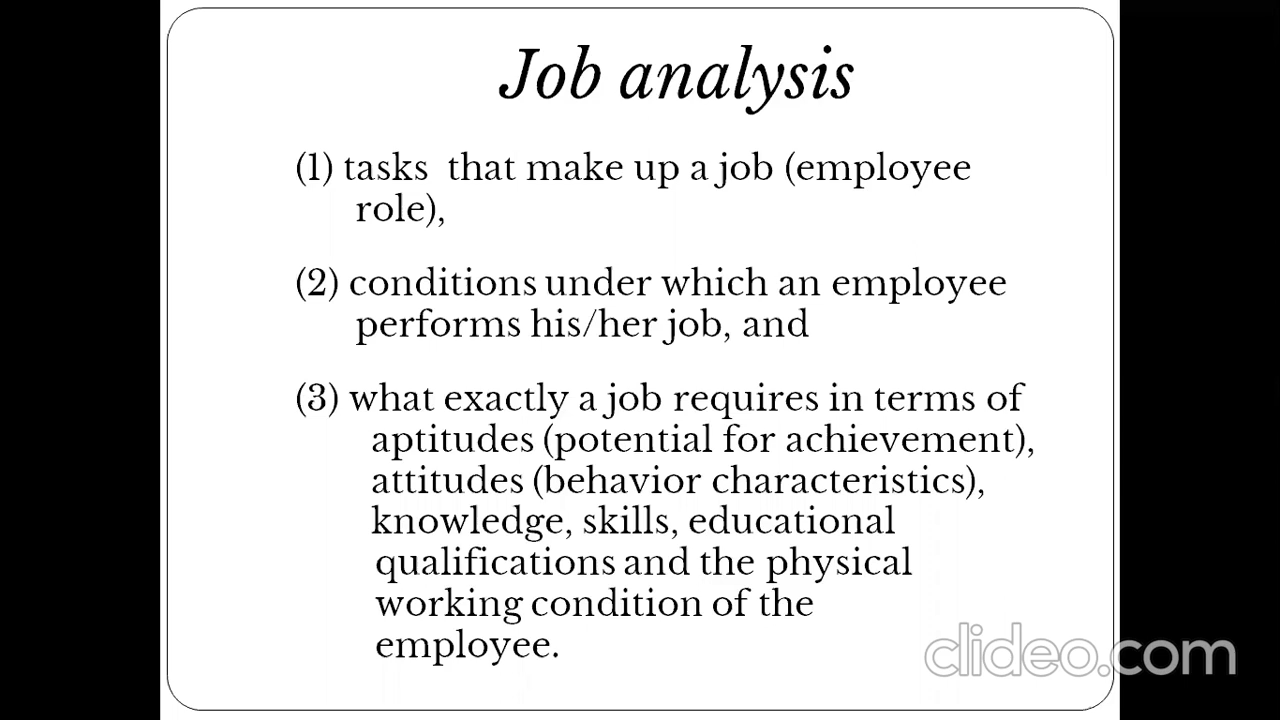 Job analysis
(1) tasks  that make up a job (employee
role),
(2) conditions under which an employee
performs his/her job, and
(3) what exactly a job requires in terms of
aptitudes (potential for achievement),
attitudes (behavior characteristics),
knowledge, skills, educational
qualifications and the physical
working condition of the
employee.
clideo.com